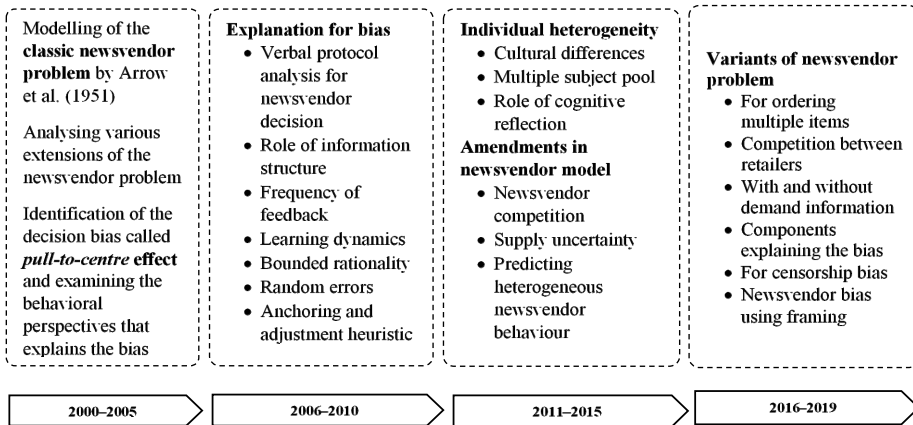 Modelling of the
classic newsvendor
problem by Arrow
et al. (1951)
Analysing various
extensions of the
newsvendor problem
Identification of the
decision bias called
pull-to-centre effect
and examining the
behavioral
perspectives that
explains the bias
Explanation for bias
• Verbal protocol
analysis for
newsvendor
decision
• Role of information
structure
• Frequency of
feedback
• Learning dynamics
• Bounded rationality
• Random errors
• Anchoring and
adjustment heuristic
Individual heterogeneity
• Cultural differences
• Multiple subject pool
• Role of cognitive
reflection
Amendments in
newsvendor model
• Newsvendor
competition
• Supply uncertainty
• Predicting
heterogeneous
newsvendor
behaviour
Variants of newsvendor
problem
• For ordering
multiple items
• Competition between
retailers
• With and without
demand information
• Components
explaining the bias
• For censorship bias
• Newsvendor bias
using framing
2000–2005
2006–2010
2011–2015
2016–2019